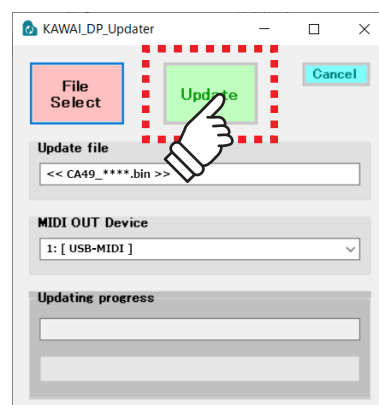 KAWAI_DP_Updater
File
Select
Update
Cancel
Update file
<< CA49_****.bin >>
MIDI OUT Device
1: [ USB-MIDI ]
Updating progress